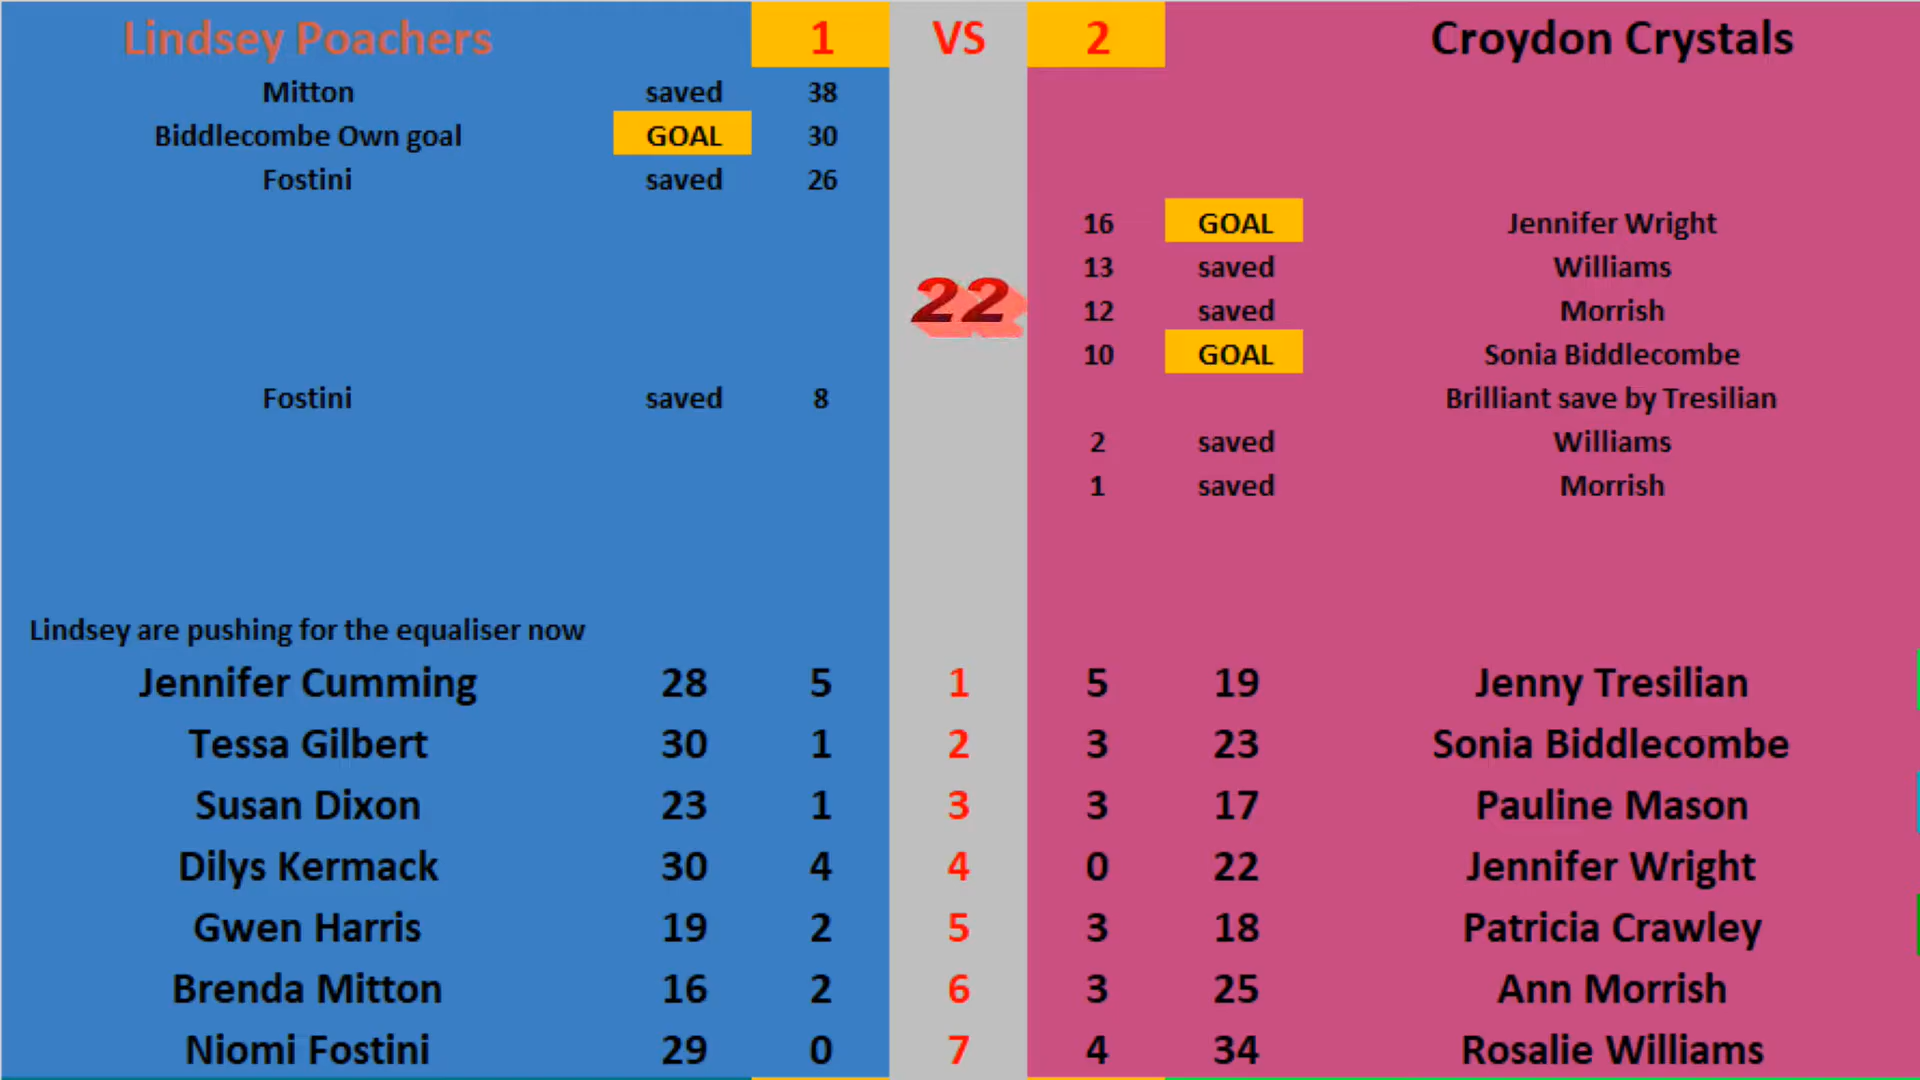 Lindsey Poachers 1 VS 2 Croydon Crystals
Mitton saved 38
Biddlecombe Own goal GOAL 30
Fostini saved 26
16 GOAL Jennifer Wright
13 saved Williams
22
12 saved Morrish
10 GOAL Sonia Biddlecombe
Fostini saved 8 Brilliant save by Tresilian
2 saved Williams
1 saved Morrish
Lindsey are pushing for the equaliser now
Jennifer Cumming 28 5 1 5 19 Jenny Tresilian
Tessa Gilbert 30 1 2 3 23 Sonia Biddlecombe
Susan Dixon 23 1 3 3 17 Pauline Mason
Dilys Kermack 30 4 4 0 22 Jennifer Wright
Gwen Harris 19 2 5 3 18 Patricia Crawley
Brenda Mitton 16 2 6 3 25 Ann Morrish
Niomi Fostini 29 0 7 4 34 Rosalie Williams